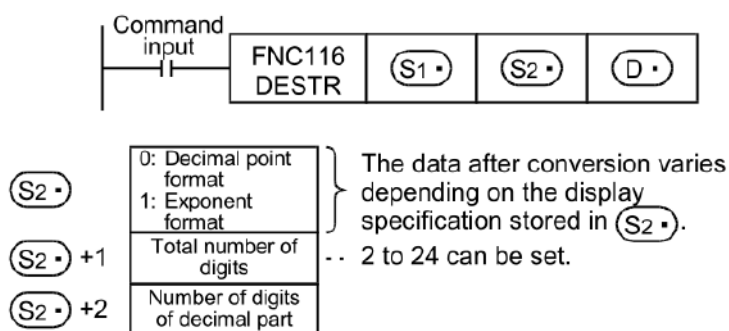 Command
input
FNC116
DESTR
S1・
S2・
D・
S2・
0: Decimal point
format
1: Exponent
format
The data after conversion varies
depending on the display
specification stored in S2・.
S2・ +1
Total number of
digits
-- 2 to 24 can be set.
S2・ +2
Number of digits
of decimal part